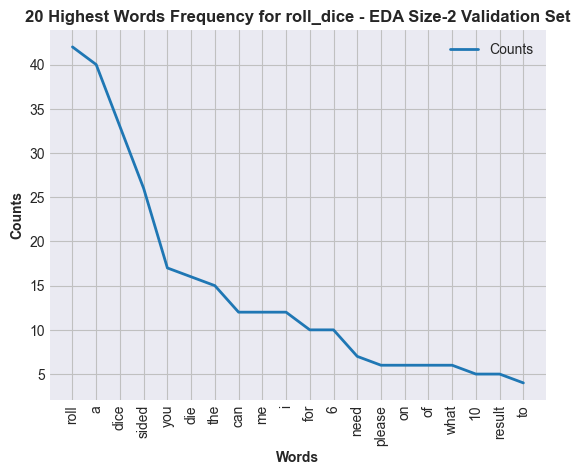 20 Highest Words Frequency for roll_dice - EDA Size-2 Validation Set
Counts
40
35
30
25
20
15
10
5
Counts
roll
a
dice
sided
you
die
the
can
me
i
for
6
need
please
on
of
what
10
result
to
Words